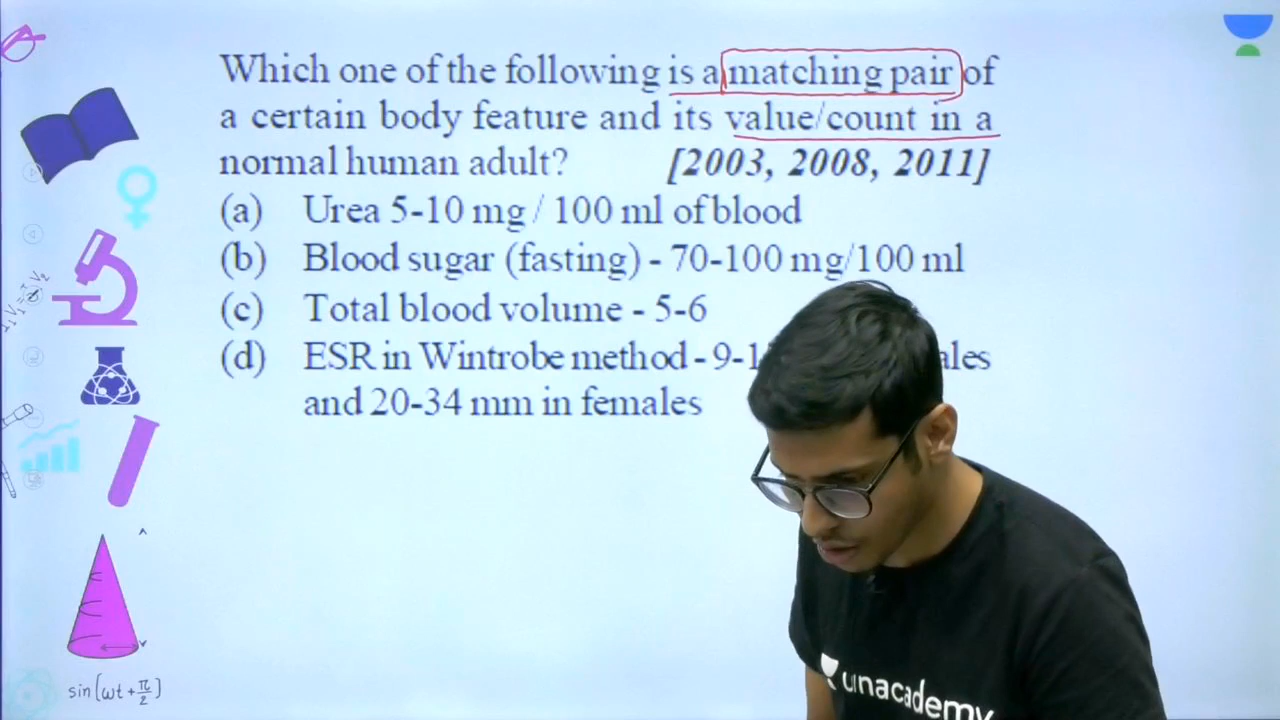 Which one of the following is a matching pair of
a certain body feature and its value/count in a
normal human adult? [2003, 2008, 2011]
(a) Urea 5-10 mg / 100 ml of blood
(b) Blood sugar (fasting) - 70-100 mg/100 ml
(c) Total blood volume - 5-6
(d) ESR in Wintrobe method - 9-1
and 20-34 mm in females
sin(ωt + π/2)
unacademy